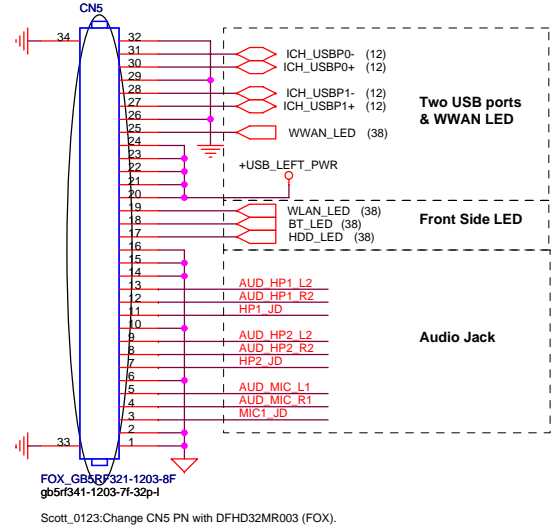 CN5
34
32
31
30
29
28
27
26
25
24
23
22
21
20
19
18
17
16
15
14
13
12
11
10
9
8
7
6
5
4
3
2
33
1
ICH_USBP0- (12)
ICH_USBP0+ (12)
ICH_USBP1- (12)
ICH_USBP1+ (12)
WWAN_LED (38)
+USB_LEFT_PWR
WLAN_LED (38)
BT_LED (38)
HDD_LED (38)
AUD_HP1_L2
AUD_HP1_R2
HP1_JD
AUD_HP2_L2
AUD_HP2_R2
HP2_JD
AUD_MIC_L1
AUD_MIC_R1
MIC1_JD
Two USB ports
& WWAN LED
Front Side LED
Audio Jack
FOX_GB5RF321-1203-8F
gb5rf341-1203-7f-32p-l
Scott_0123:Change CN5 PN with DFHD32MR003 (FOX).